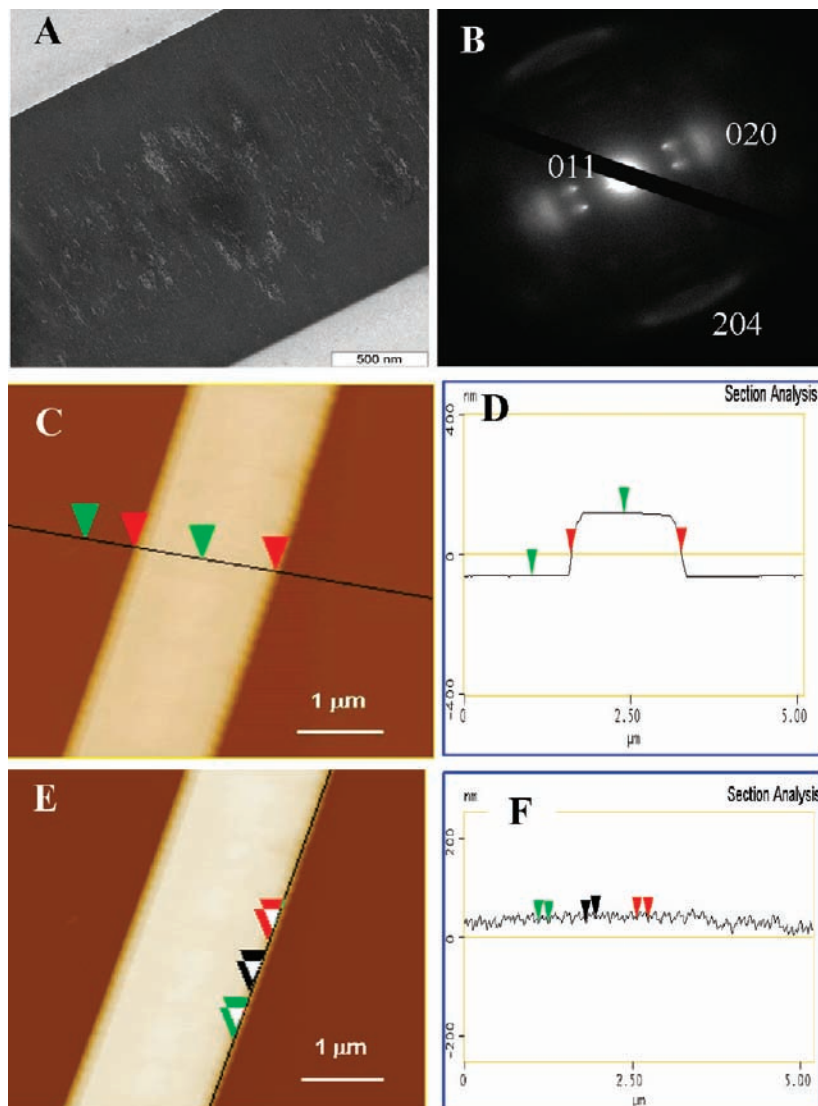 A
500 nm
B
020
011
204
C
1 μm
nm
D
Section Analysis
400
0
-400
0
2.50
5.00
μm
E
1 μm
nm
F
Section Analysis
200
0
-200
0
2.50
5.00
μm